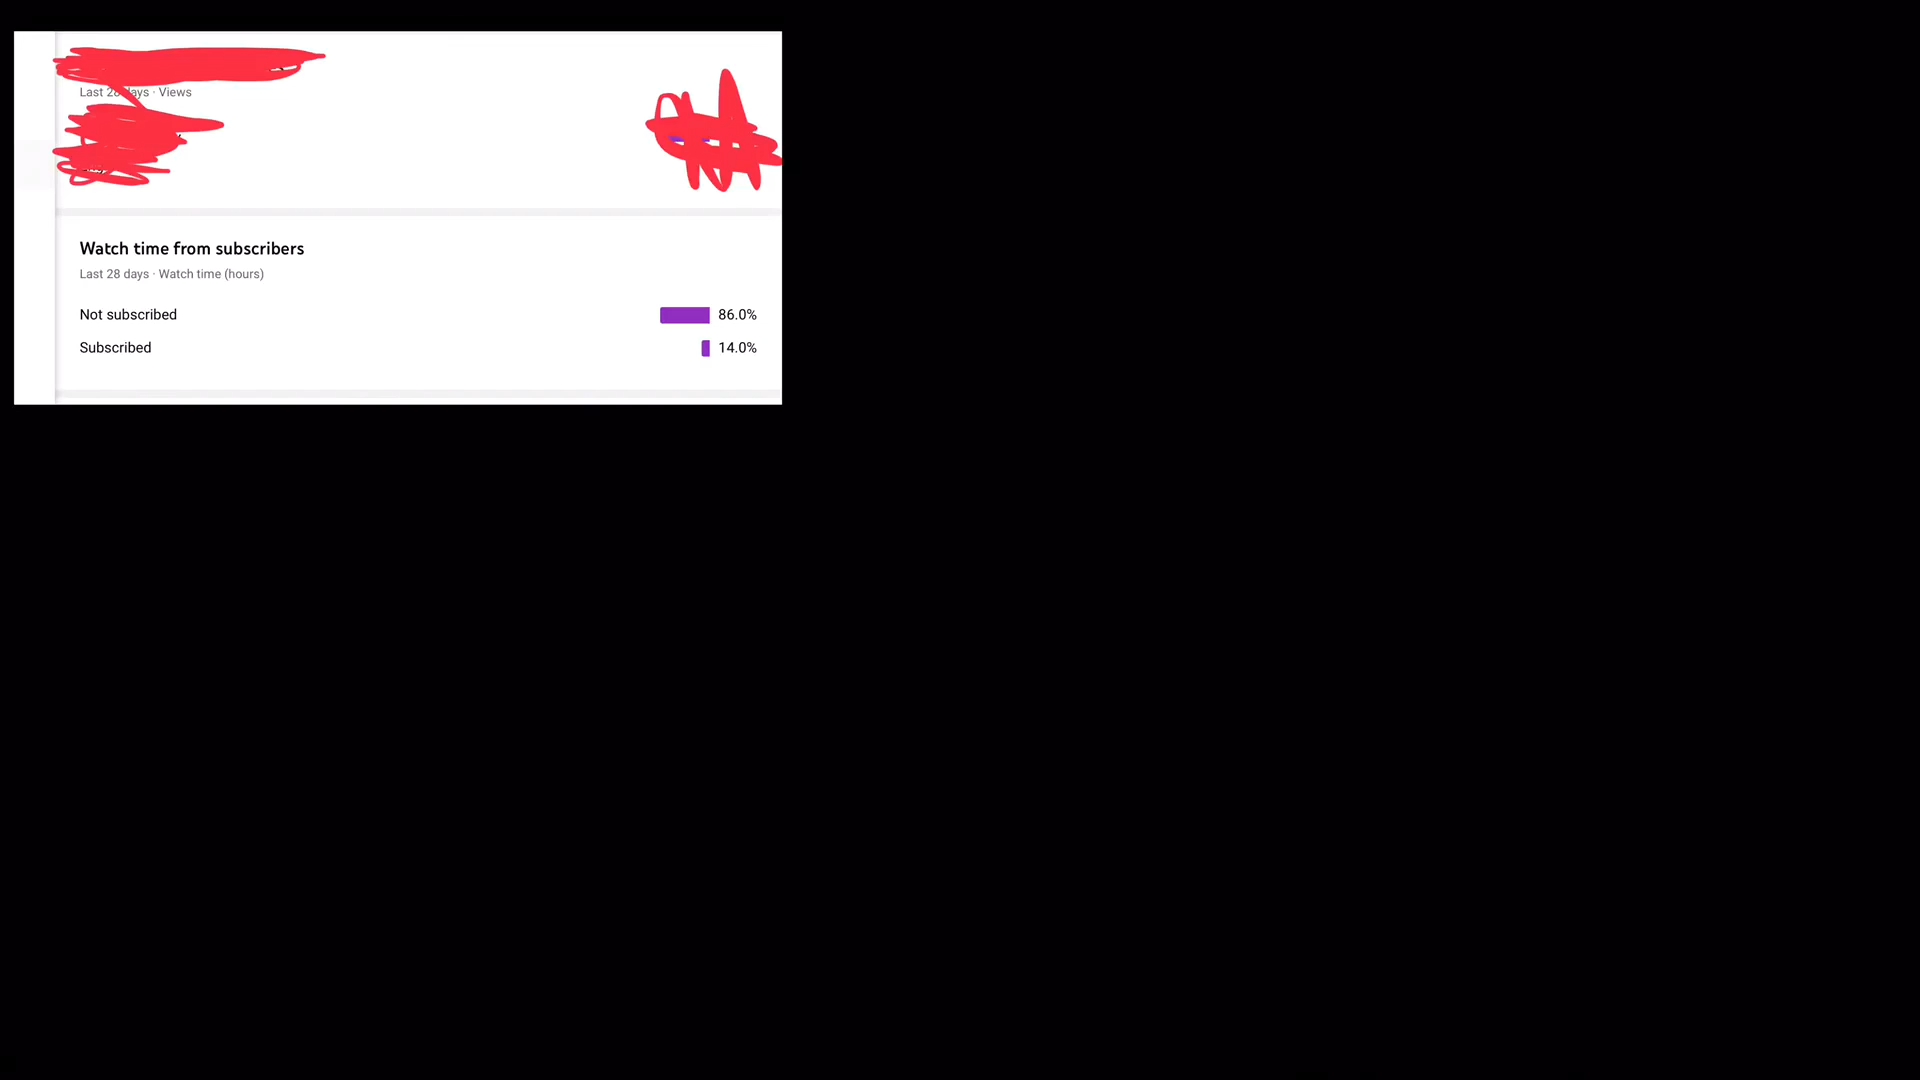 Last 28 days · Views
Watch time from subscribers
Last 28 days · Watch time (hours)
Not subscribed 86.0%
Subscribed 14.0%